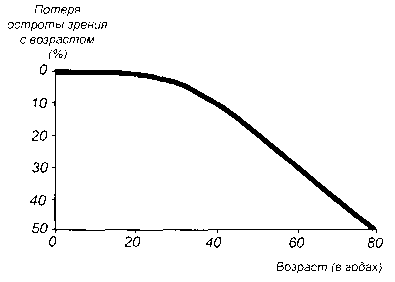 Потеря
остроты зрения
с возрастом
(%)
0
10
20
30
40
50
0 20 40 60 80
Возраст (в годах)